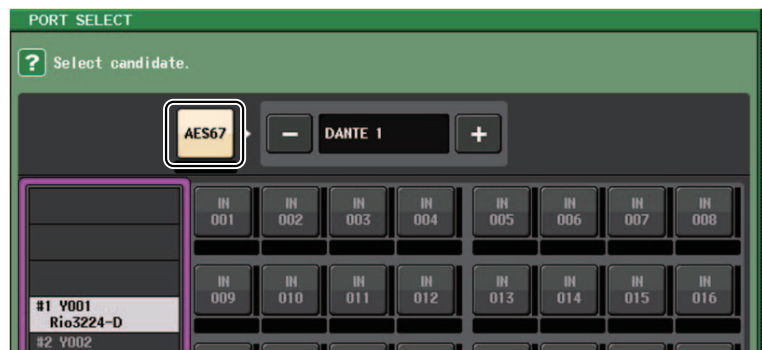 PORT SELECT
? Select candidate.
AES67 − DANTE 1 +
IN 001 IN 002 IN 003 IN 004 IN 005 IN 006 IN 007 IN 008
IN 009 IN 010 IN 011 IN 012 IN 013 IN 014 IN 015 IN 016
#1 Y001
Rio3224-D
#2 Y002